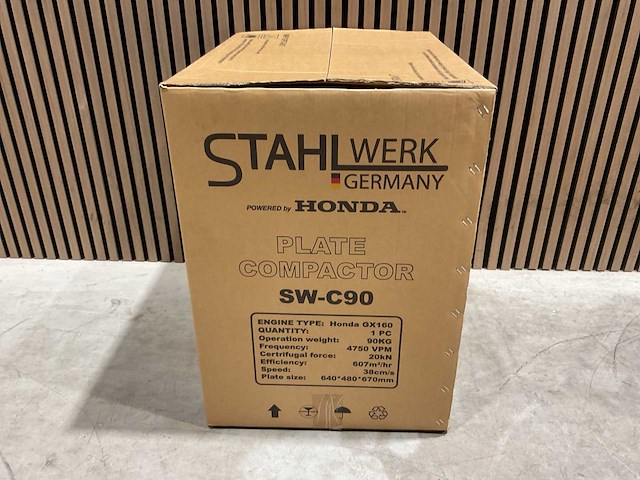 STAHLWERK
GERMANY
POWERED by HONDA
PLATE
COMPACTOR
SW-C90
ENGINE TYPE: Honda GX160
QUANTITY: 1 PC
Operation weight: 90KG
Frequency: 4750 VPM
Certrifugal force: 20kN
Efficiency: 607m²/hr
Speed: 38cm/s
Plate size: 640*480*670mm